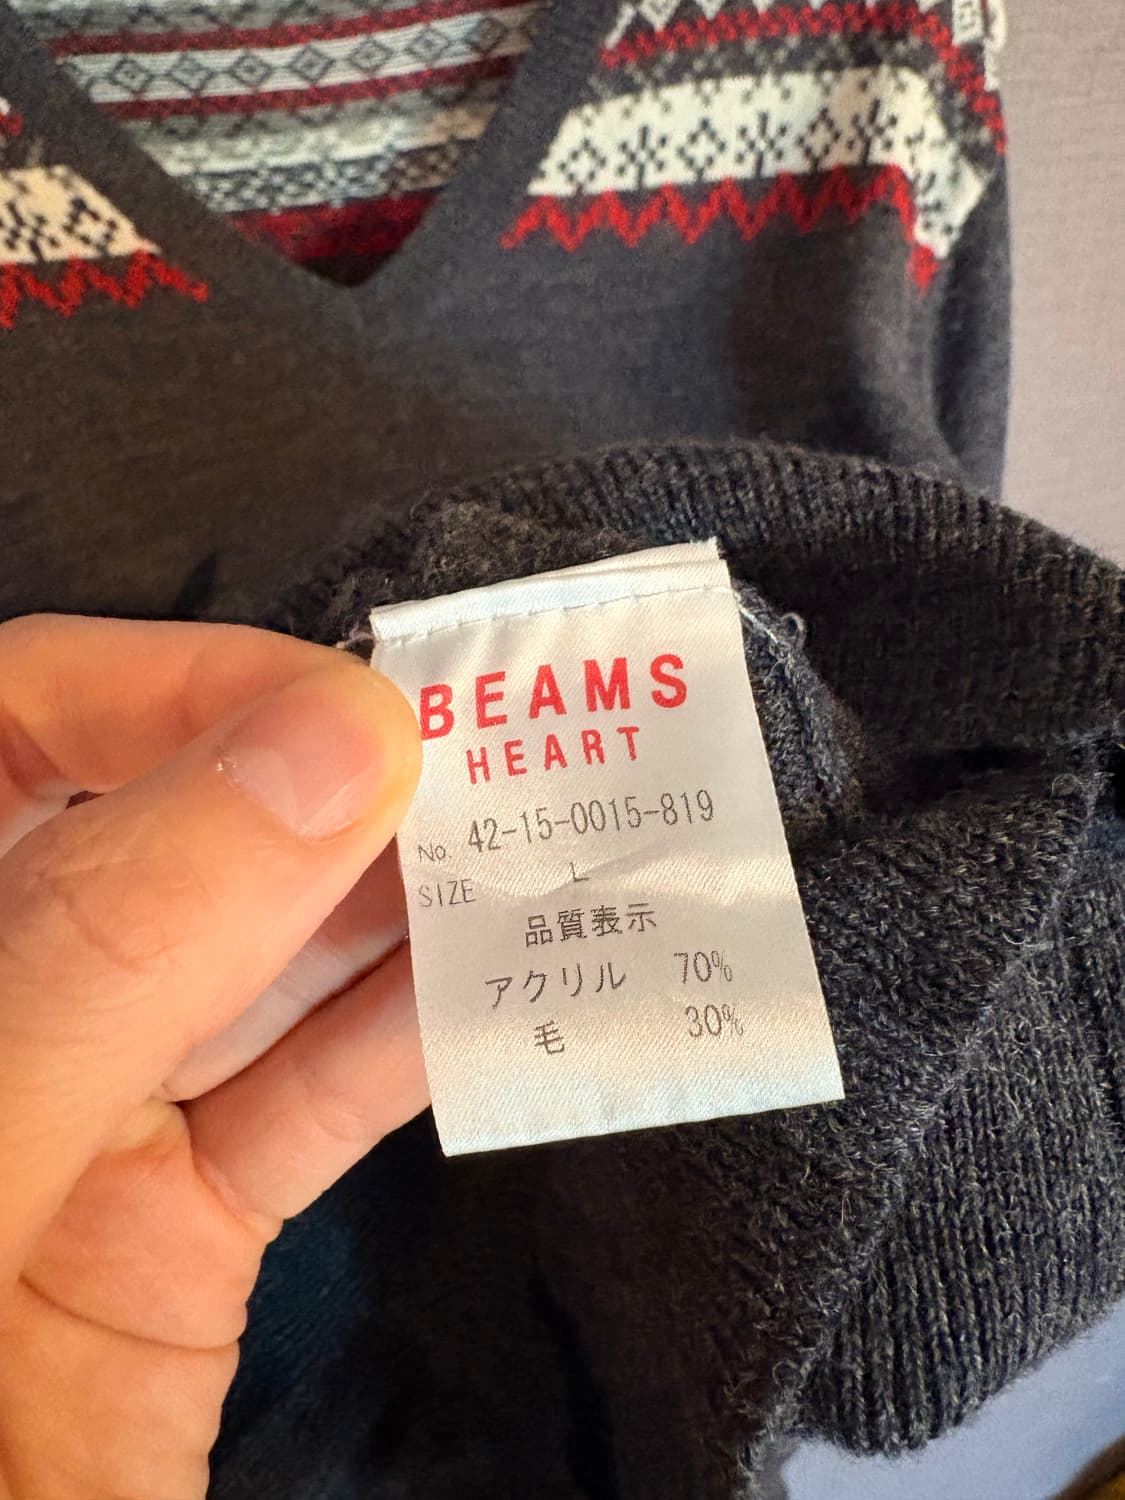 BEAMS
HEART
No. 42-15-0015-819
SIZE L
品質表示
アクリル 70%
毛 30%